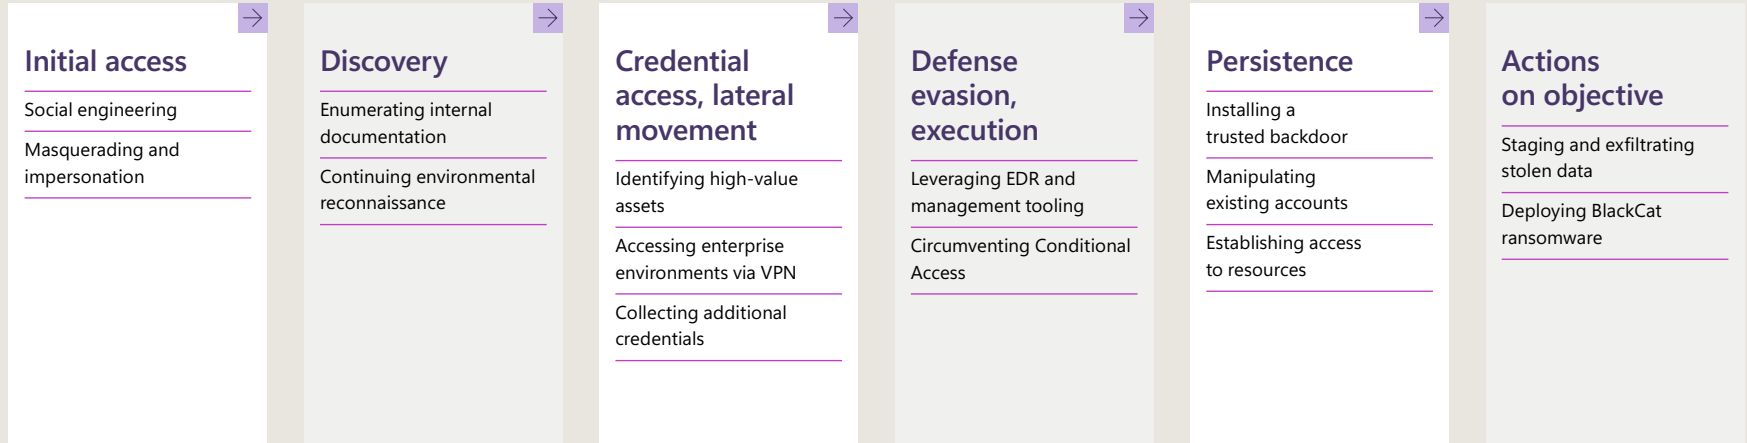 Initial access
Social engineering
Masquerading and
impersonation
Discovery
Enumerating internal
documentation
Continuing environmental
reconnaissance
Credential
access, lateral
movement
Identifying high-value
assets
Accessing enterprise
environments via VPN
Collecting additional
credentials
Defense
evasion,
execution
Leveraging EDR and
management tooling
Circumventing Conditional
Access
Persistence
Installing a
trusted backdoor
Manipulating
existing accounts
Establishing access
to resources
Actions
on objective
Staging and exfiltrating
stolen data
Deploying BlackCat
ransomware